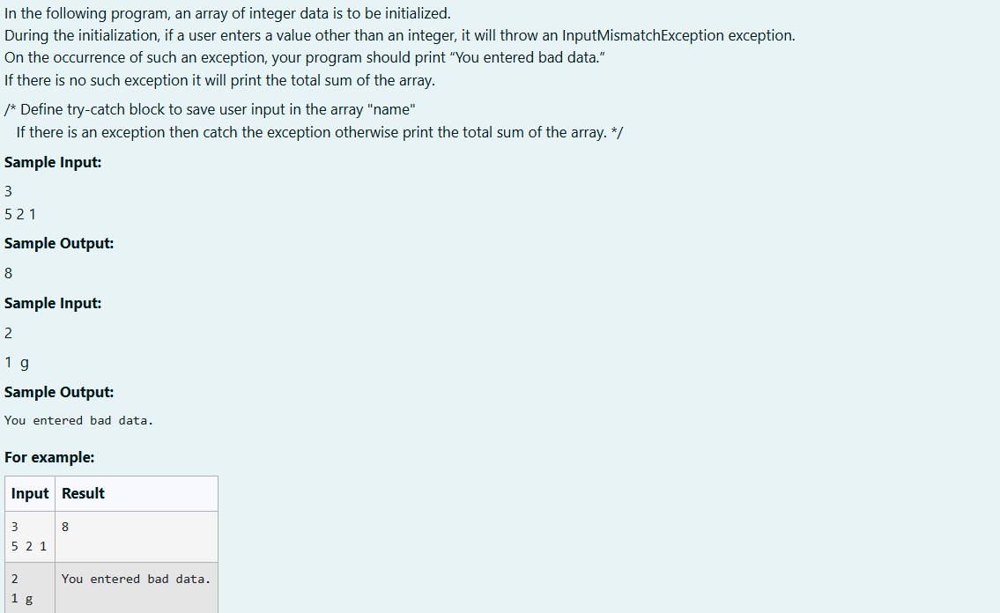 In the following program, an array of integer data is to be initialized.
During the initialization, if a user enters a value other than an integer, it will throw an InputMismatchException exception.
On the occurrence of such an exception, your program should print “You entered bad data.”
If there is no such exception it will print the total sum of the array.
/* Define try-catch block to save user input in the array "name"
If there is an exception then catch the exception otherwise print the total sum of the array. */
Sample Input:
3
5 2 1
Sample Output:
8
Sample Input:
2
1 g
Sample Output:
You entered bad data.
For example:
Input Result
3 8
5 2 1
2 You entered bad data.
1 g